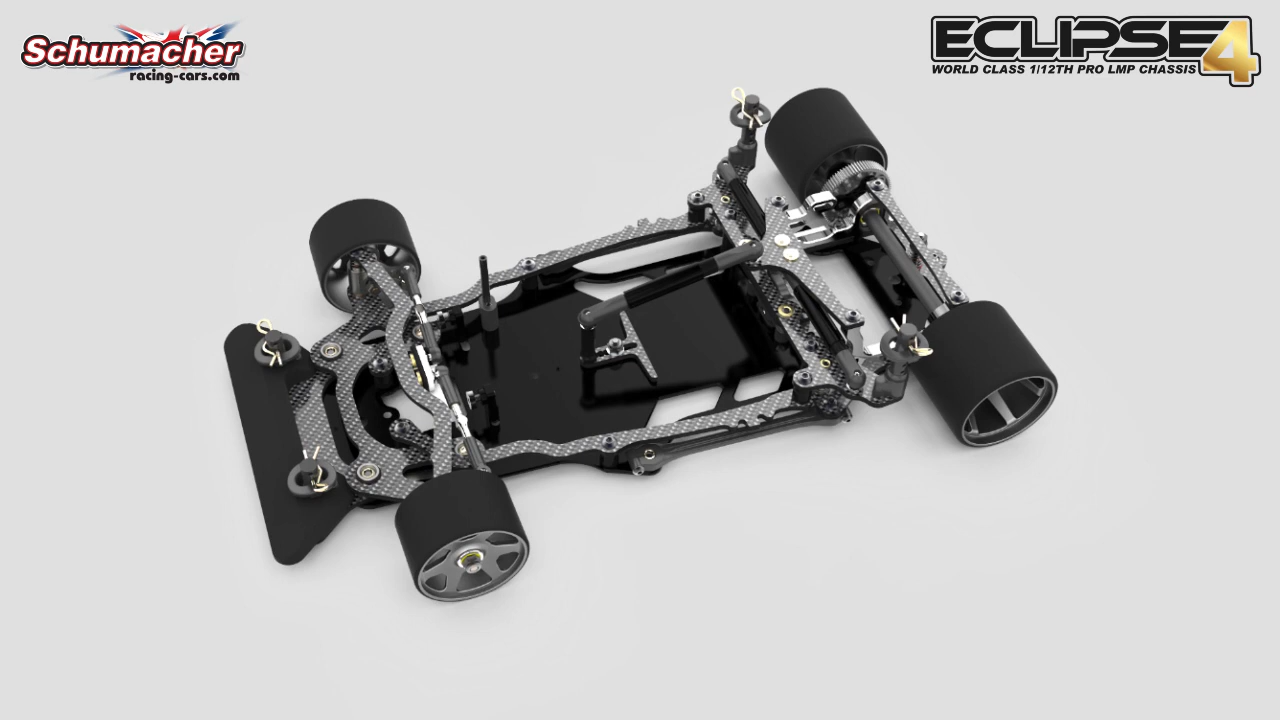 Schumacher
racing-cars.com
ECLIPSE4
WORLD CLASS 1/12TH PRO LMP CHASSIS